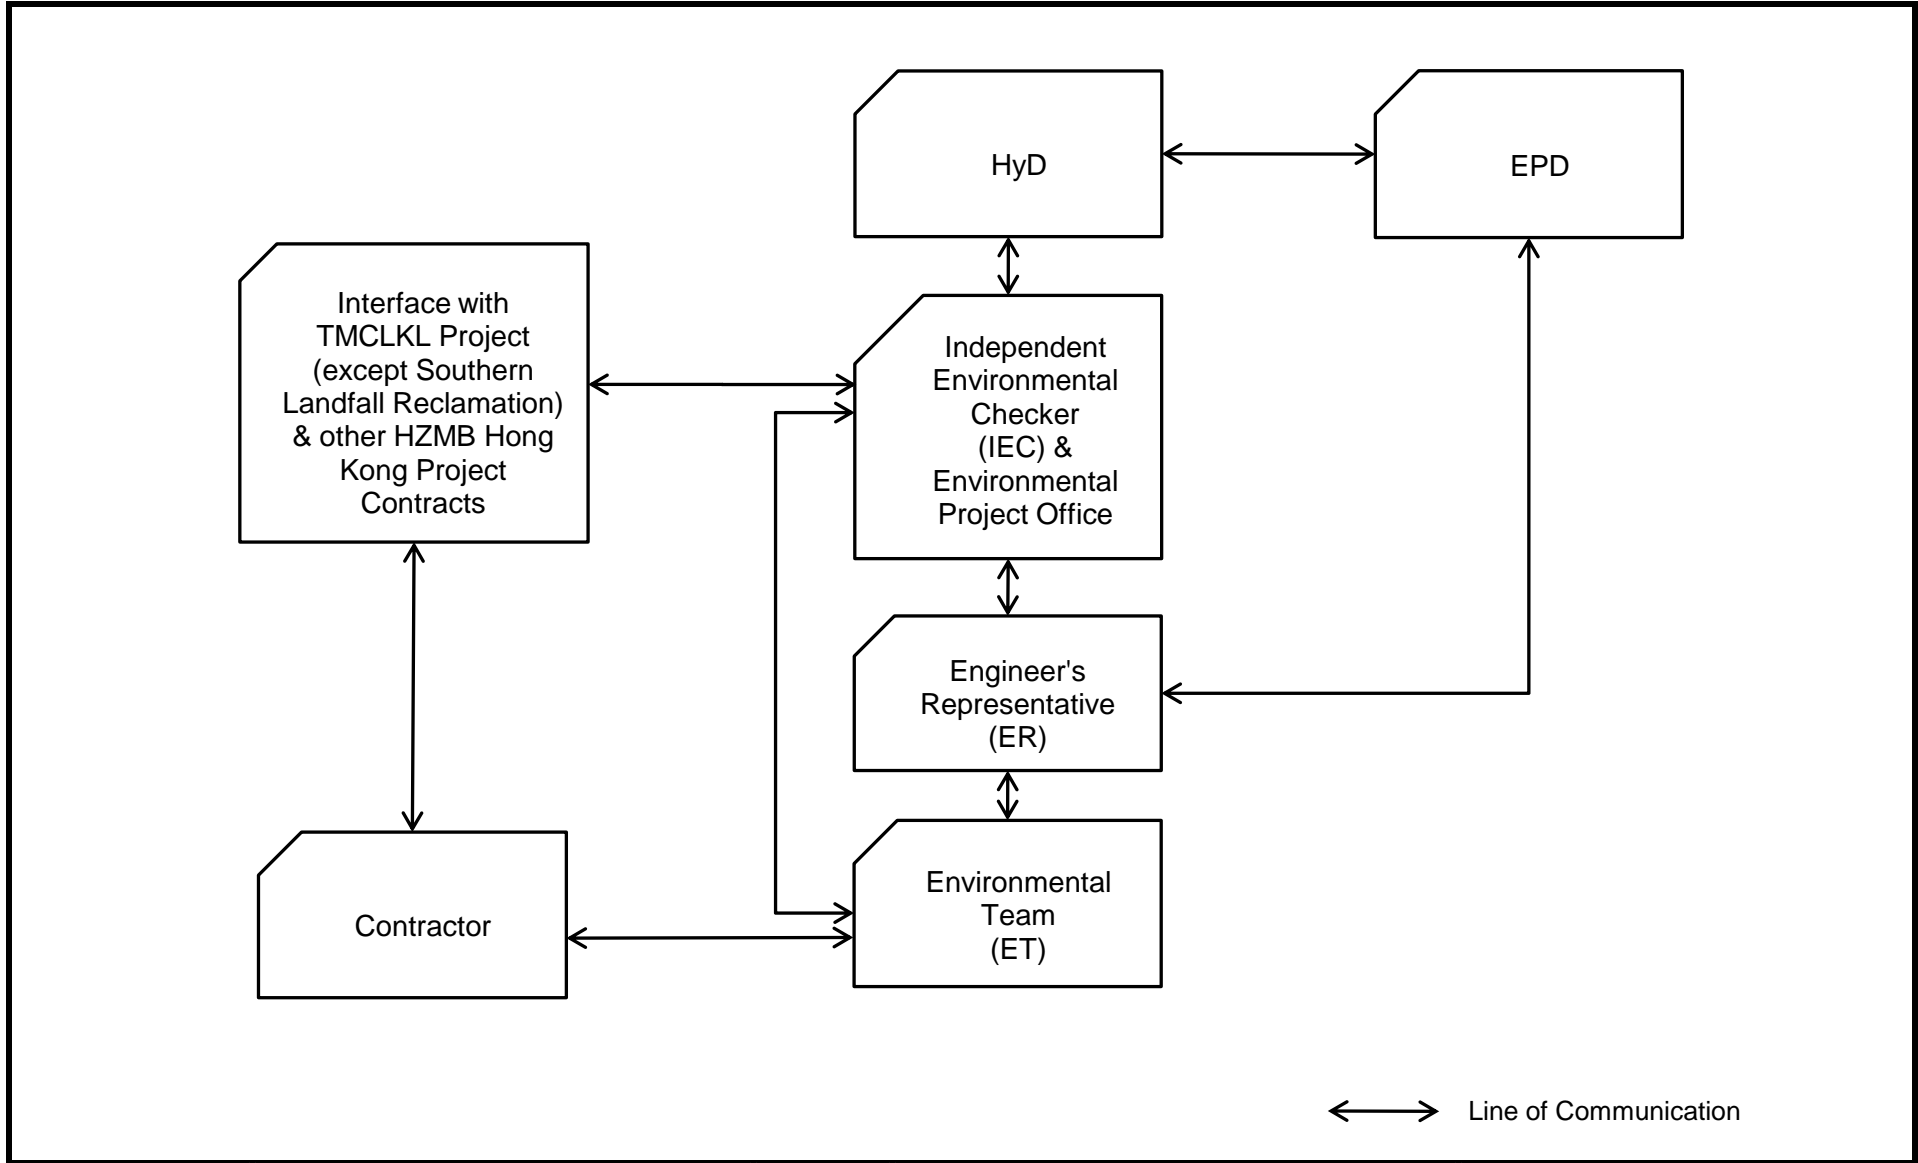 HyD
EPD
Interface with
TMCLKL Project
(except Southern
Landfall Reclamation)
& other HZMB Hong
Kong Project
Contracts
Independent
Environmental
Checker
(IEC) &
Environmental
Project Office
Engineer's
Representative
(ER)
Environmental
Team
(ET)
Contractor
Line of Communication